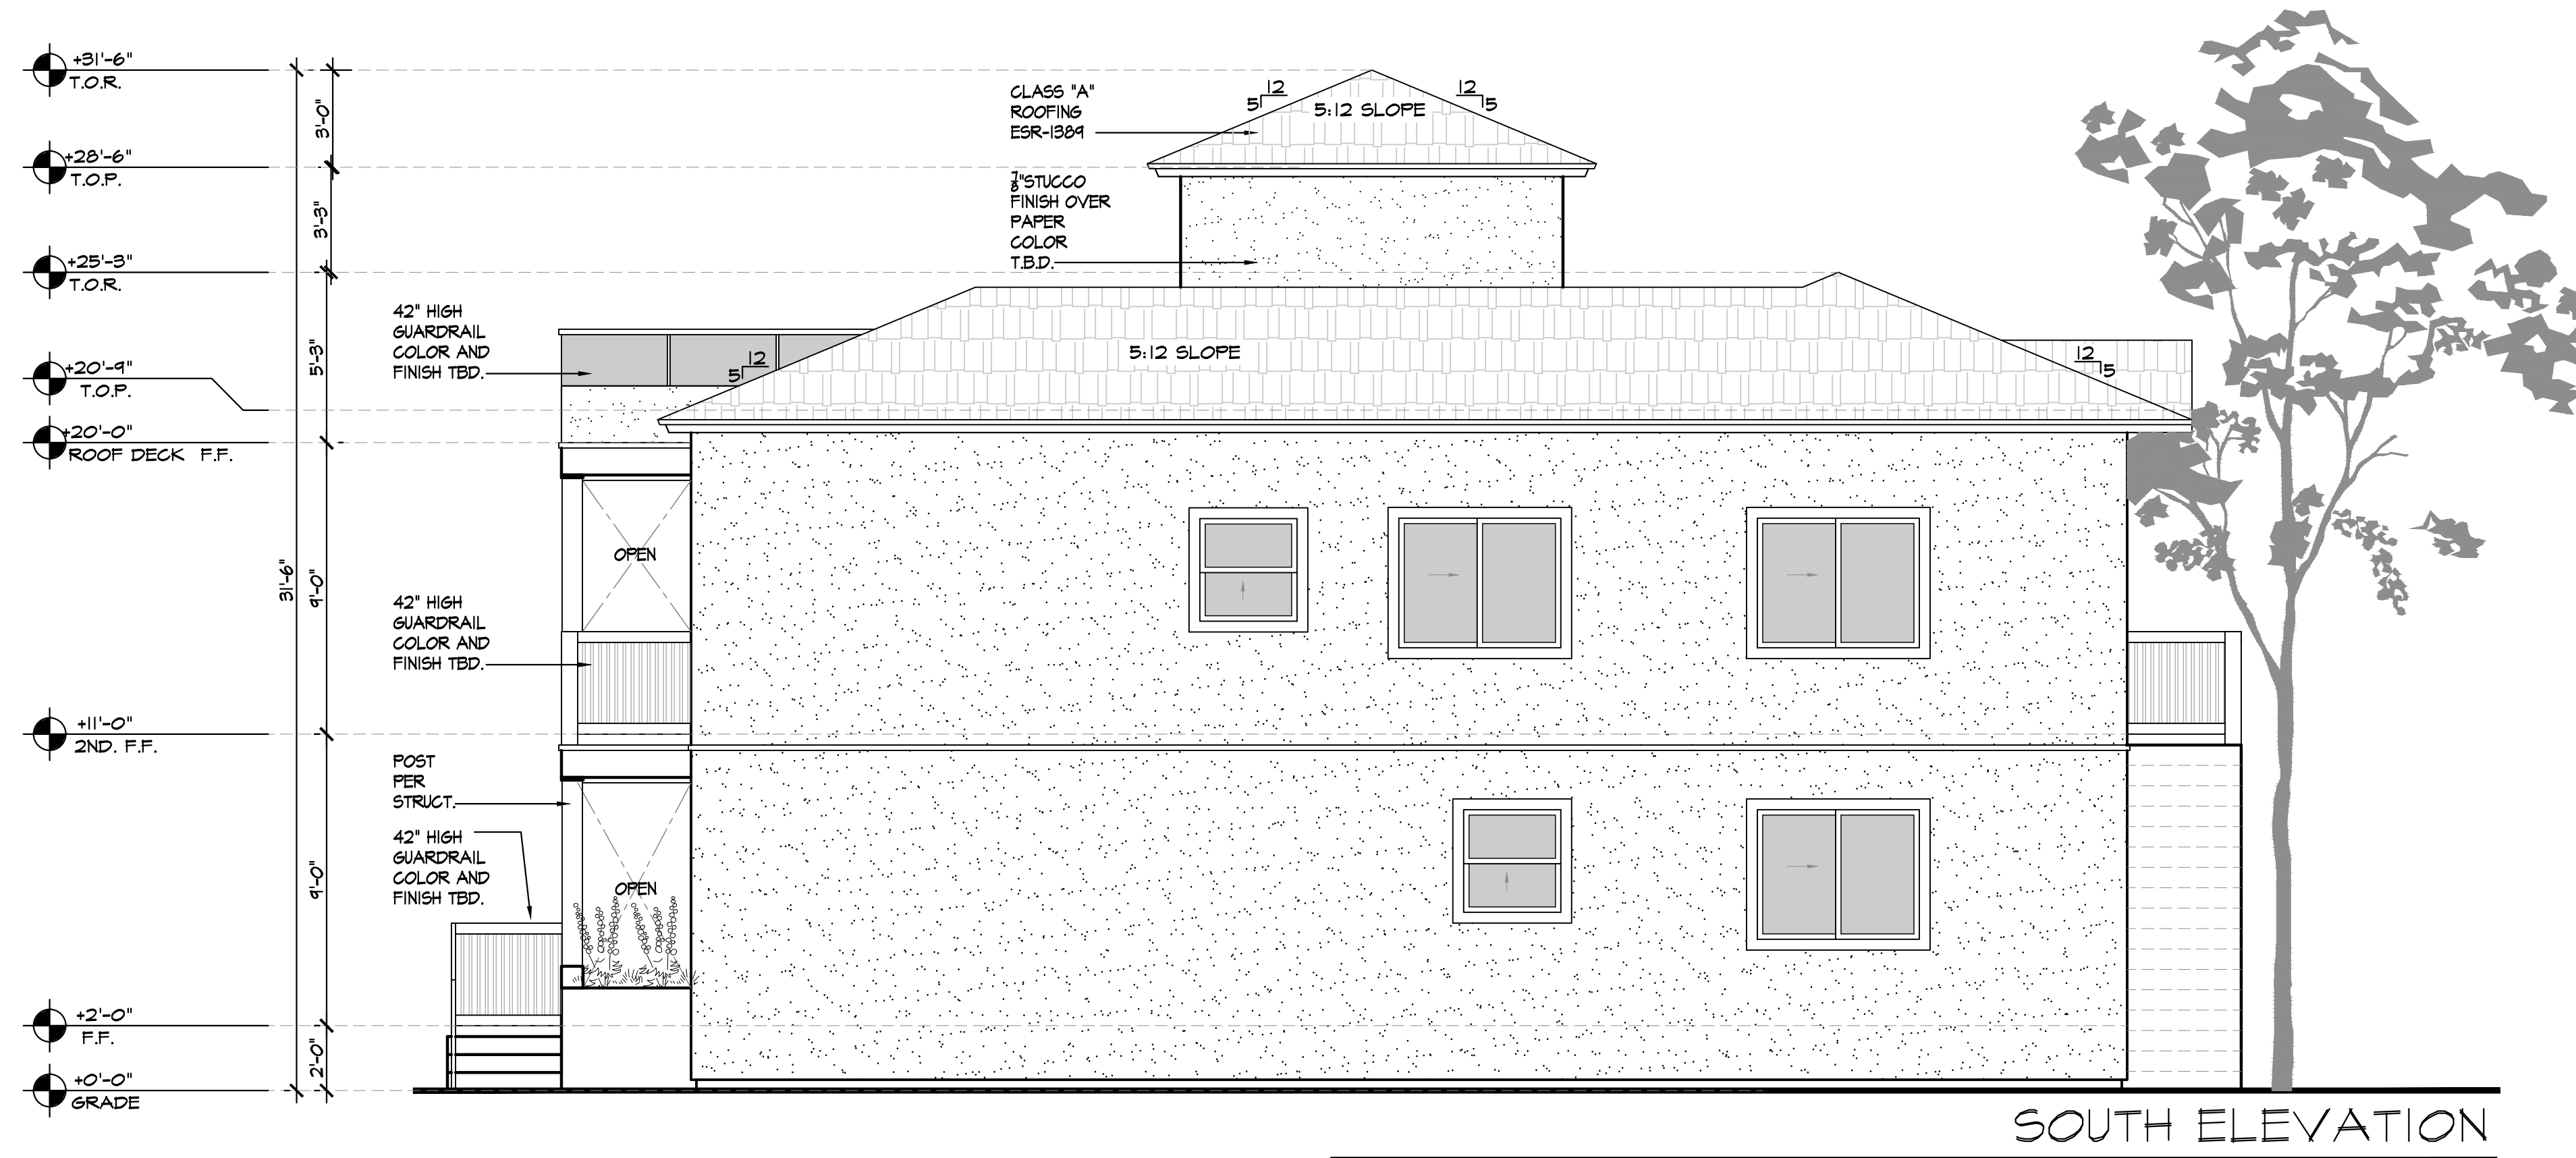 +31'-6"
T.O.R.
+28'-6"
T.O.P.
+25'-3"
T.O.R.
+20'-9"
T.O.P.
+20'-0"
ROOF DECK F.F.
+11'-0"
2ND. F.F.
+2'-0"
F.F.
+0'-0"
GRADE
31'-6"
3'-0"
3'-3"
5'-3"
9'-0"
9'-0"
2'-0"
42" HIGH
GUARDRAIL
COLOR AND
FINISH TBD.
42" HIGH
GUARDRAIL
COLOR AND
FINISH TBD.
POST
PER
STRUCT.
42" HIGH
GUARDRAIL
COLOR AND
FINISH TBD.
CLASS "A"
ROOFING
ESR-1389
7/8"STUCCO
FINISH OVER
PAPER
COLOR
T.B.D.
12
5
5:12 SLOPE
12
5
12
5
5:12 SLOPE
12
5
OPEN
OPEN
SOUTH ELEVATION